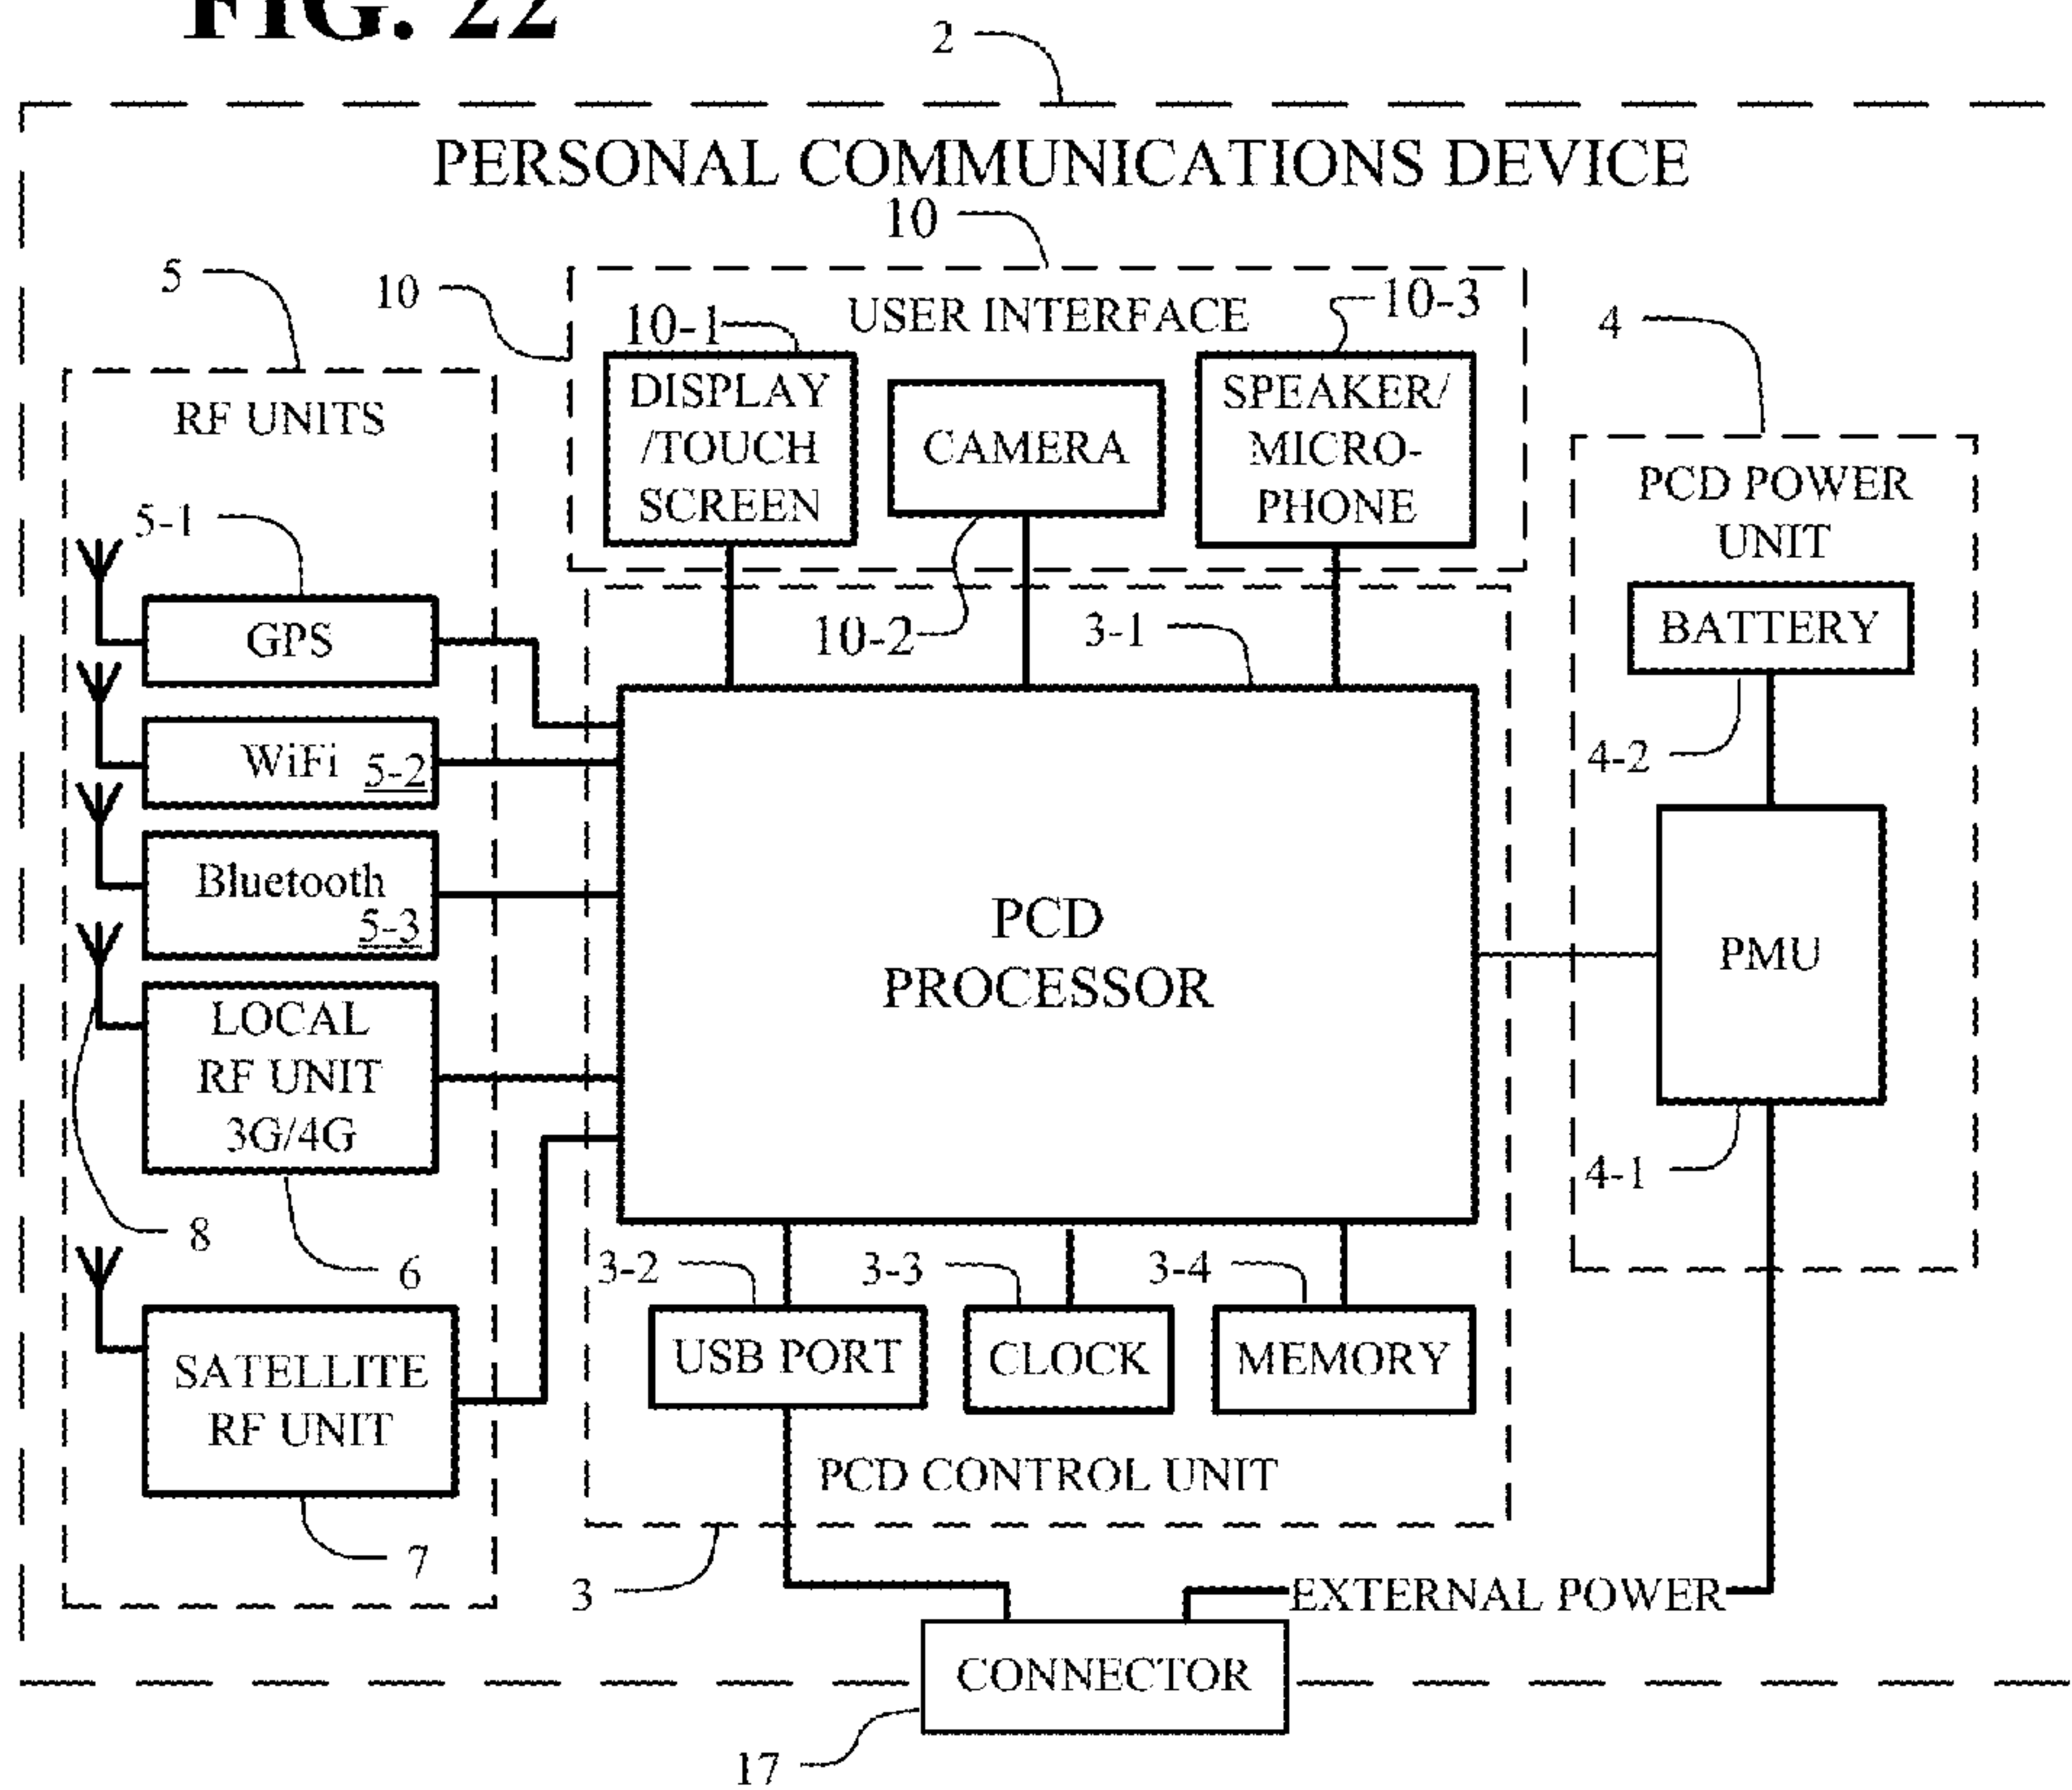 FIG. 22
2
PERSONAL COMMUNICATIONS DEVICE
10
5
10
USER INTERFACE
10-1
10-3
4
RF UNITS
DISPLAY
/TOUCH
SCREEN
CAMERA
SPEAKER/
MICRO-
PHONE
PCD POWER
UNIT
5-1
GPS
10-2
3-1
BATTERY
WiFi 5-2
4-2
Bluetooth
5-3
PCD
PROCESSOR
PMU
LOCAL
RF UNIT
3G/4G
4-1
8
6
3-2
3-3
3-4
SATELLITE
RF UNIT
USB PORT
CLOCK
MEMORY
PCD CONTROL UNIT
7
3
EXTERNAL POWER
CONNECTOR
17